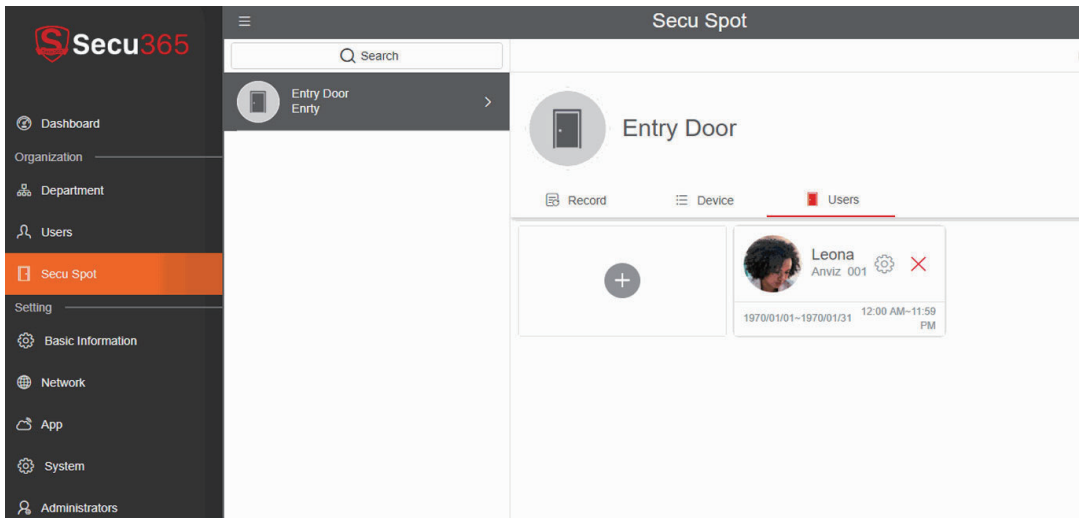 Secu365
Dashboard
Organization
Department
Users
Secu Spot
Setting
Basic Information
Network
App
System
Administrators
Secu Spot
Search
Entry Door
Enrty
Entry Door
Record
Device
Users
Leona
Anviz 001
1970/01/01~1970/01/31
12:00 AM~11:59
PM